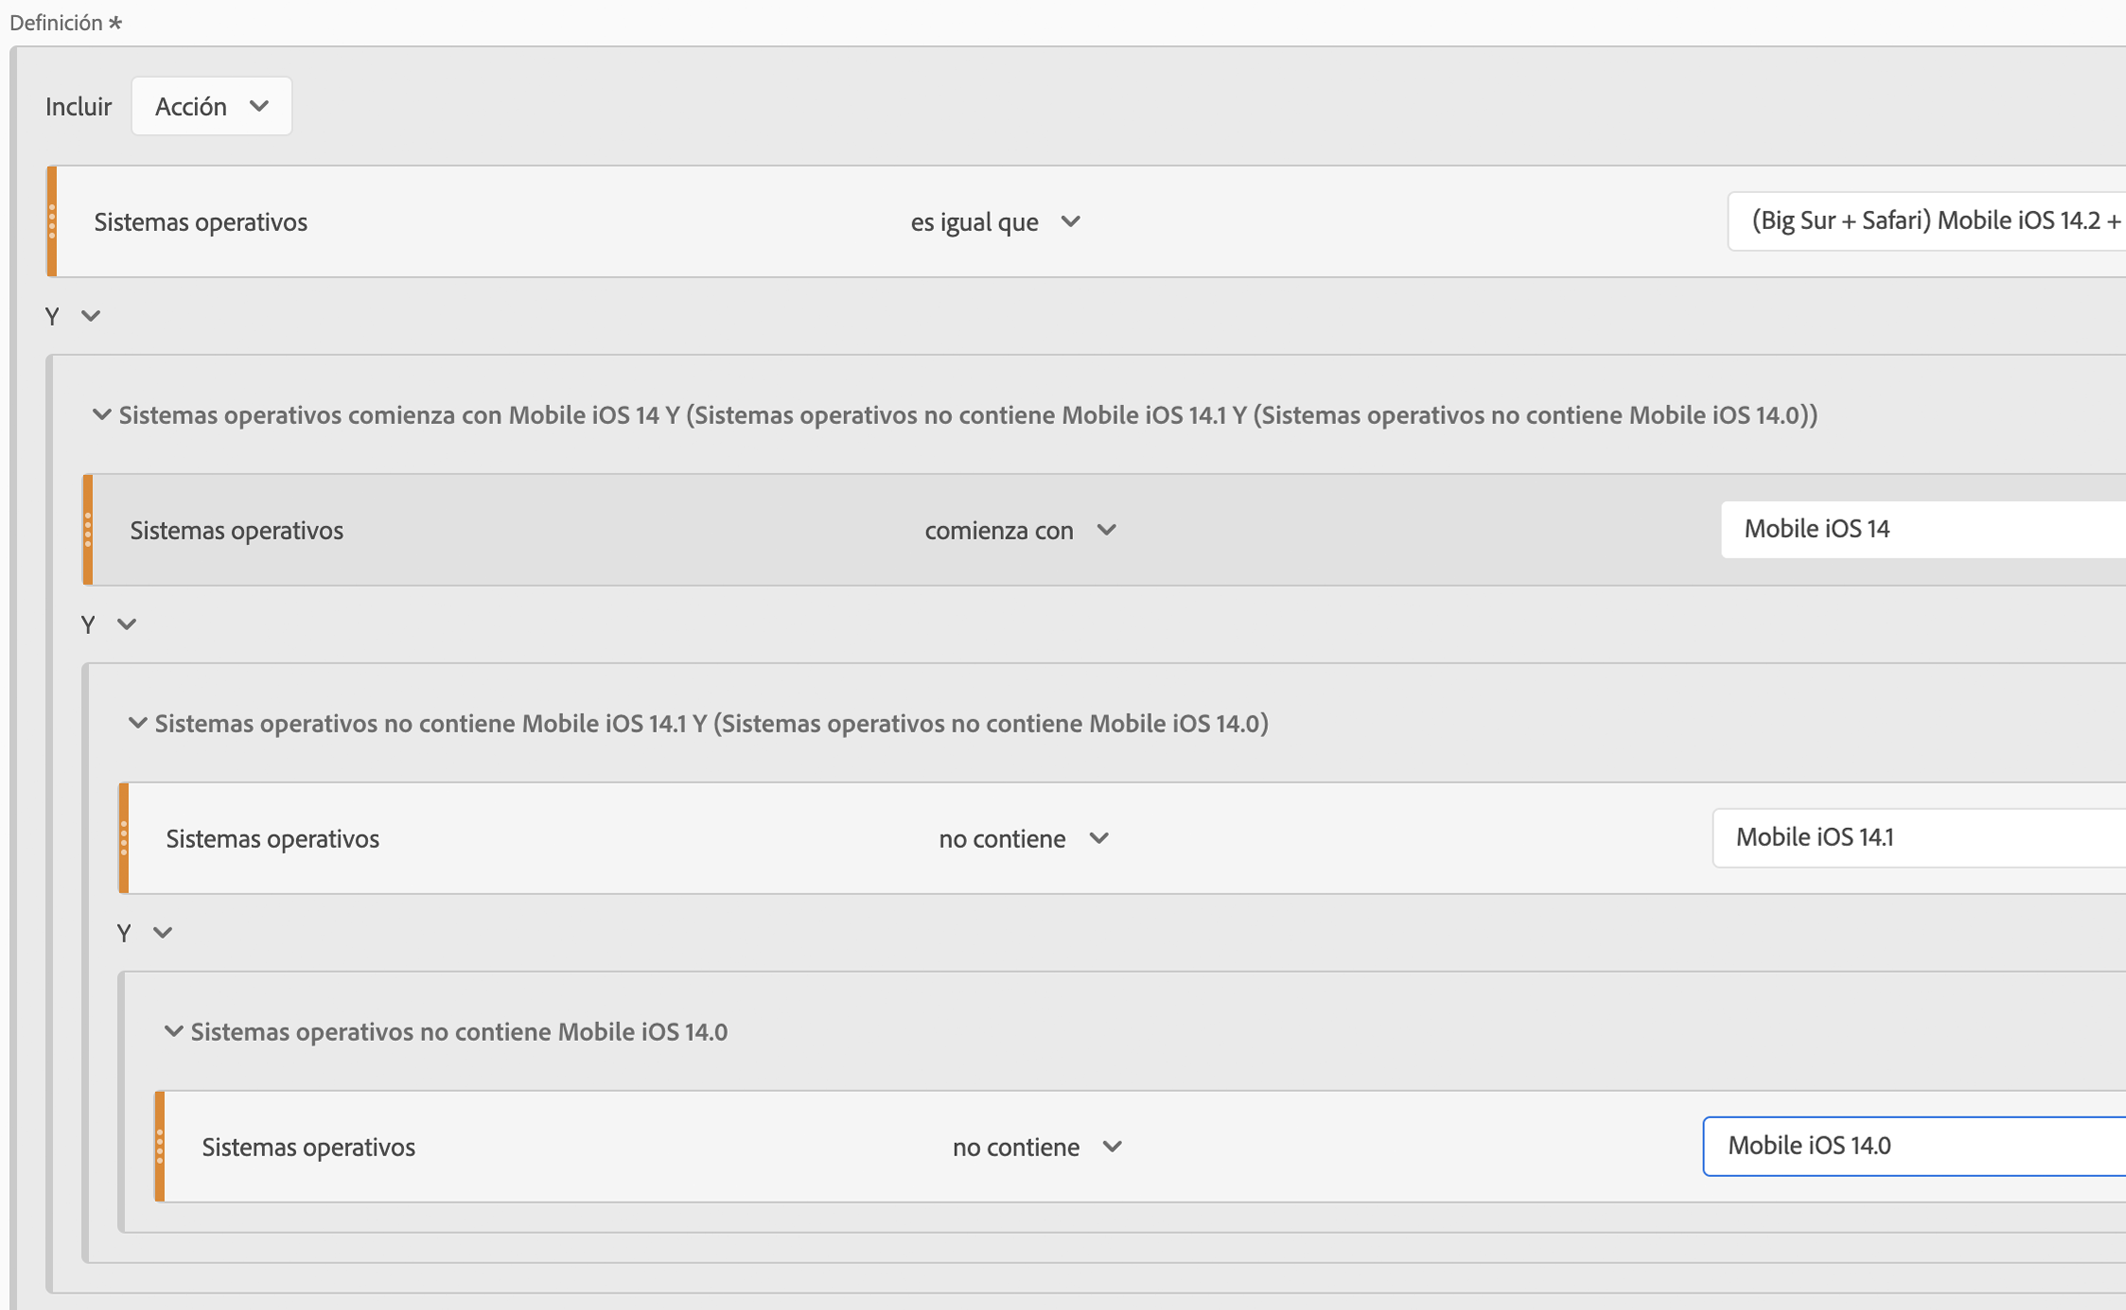 Definición *
Incluir Acción
Sistemas operativos es igual que (Big Sur + Safari) Mobile iOS 14.2 +
Y
Sistemas operativos comienza con Mobile iOS 14 Y (Sistemas operativos no contiene Mobile iOS 14.1 Y (Sistemas operativos no contiene Mobile iOS 14.0))
Sistemas operativos comienza con Mobile iOS 14
Y
Sistemas operativos no contiene Mobile iOS 14.1 Y (Sistemas operativos no contiene Mobile iOS 14.0)
Sistemas operativos no contiene Mobile iOS 14.1
Y
Sistemas operativos no contiene Mobile iOS 14.0
Sistemas operativos no contiene Mobile iOS 14.0